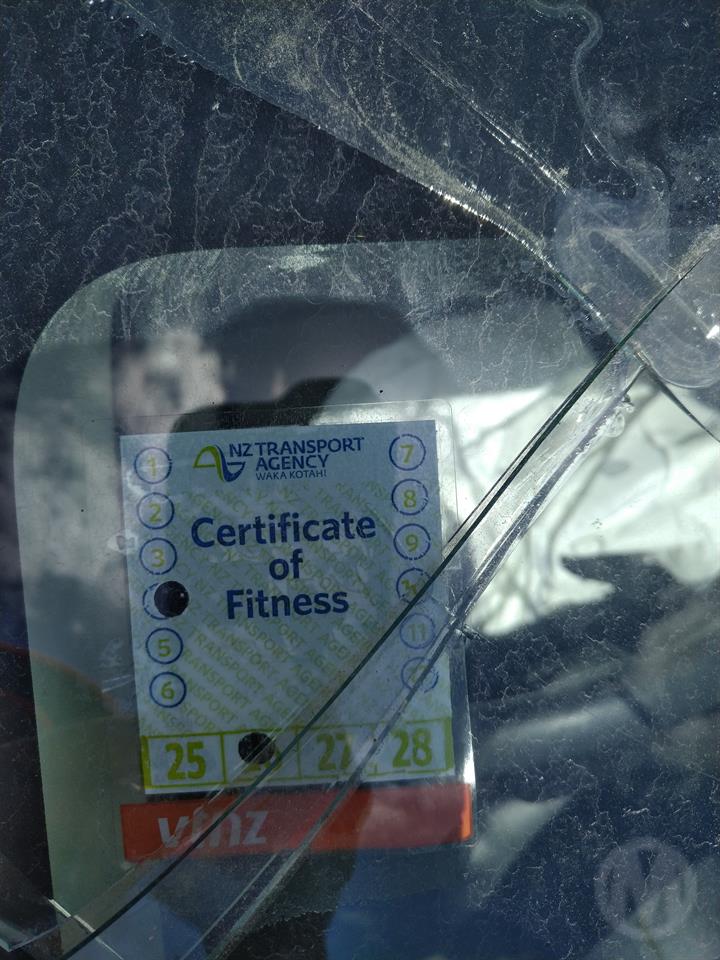 NZ TRANSPORT
AGENCY
WAKA KOTAHI
Certificate
of
Fitness
1
2
3
5
6
7
8
9
11
25
27
28
vtnz
M